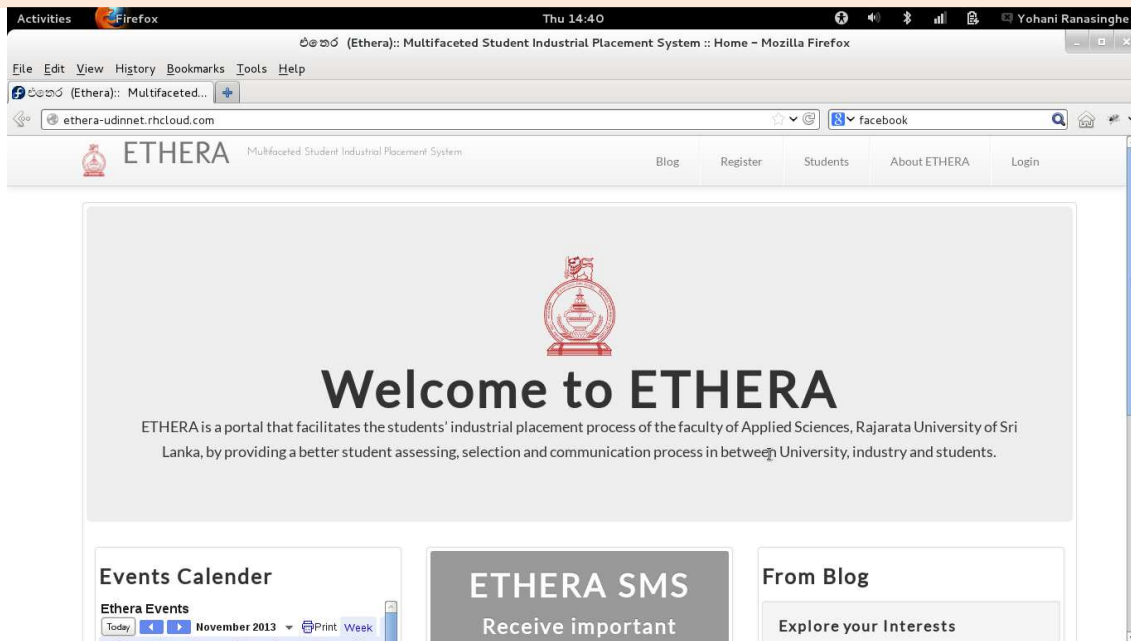 Activities Firefox Thu 14:40 Yohani Ranasinghe
එතෙර (Ethera):: Multifaceted Student Industrial Placement System :: Home - Mozilla Firefox
File Edit View History Bookmarks Tools Help
එතෙර (Ethera):: Multifaceted...
ethera-udinnet.rhcloud.com facebook
ETHERA Multifaceted Student Industrial Placement System Blog Register Students About ETHERA Login
Welcome to ETHERA
ETHERA is a portal that facilitates the students' industrial placement process of the faculty of Applied Sciences, Rajarata University of Sri
Lanka, by providing a better student assessing, selection and communication process in between University, industry and students.
Events Calender
Ethera Events
Today November 2013 Print Week
ETHERA SMS
Receive important
From Blog
Explore your Interests